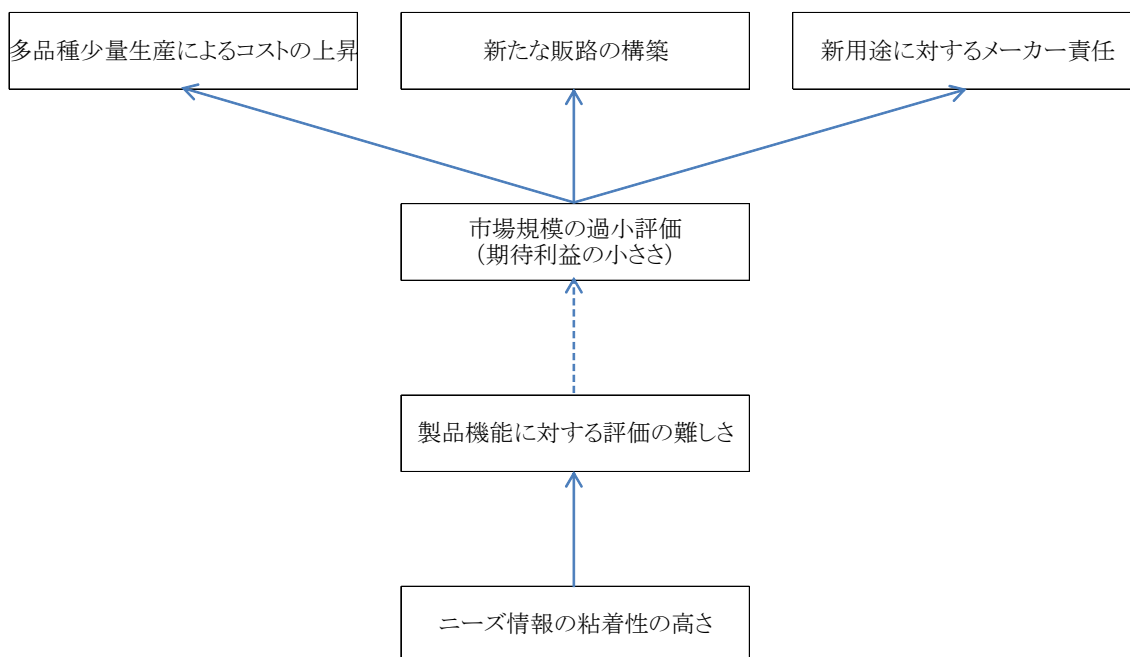 多品種少量生産によるコストの上昇
新たな販路の構築
新用途に対するメーカー責任
市場規模の過小評価
（期待利益の小ささ）
製品機能に対する評価の難しさ
ニーズ情報の粘着性の高さ